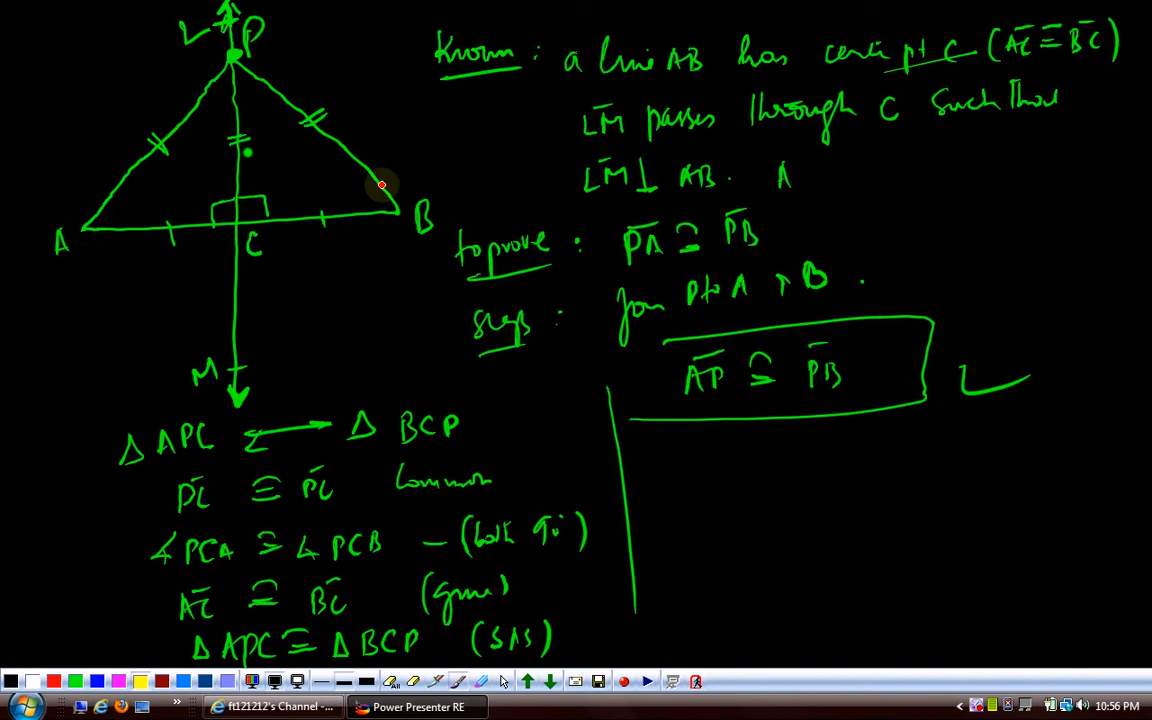 L
P
A
B
C
M
Known : a line AB has centre pt C (AC ≅ BC)
LM passes through C such that
LM ⊥ AB .
to prove : PA ≅ PB
steps : Join P to A & B .
AP ≅ PB
Δ APC ↔ Δ BCP
PC ≅ PC common
∠PCA ≅ ∠PCB – (both 90°)
AC ≅ BC (given)
Δ APC ≅ Δ BCP (SAS)
ft121212's Channel -...
Power Presenter RE
10:56 PM